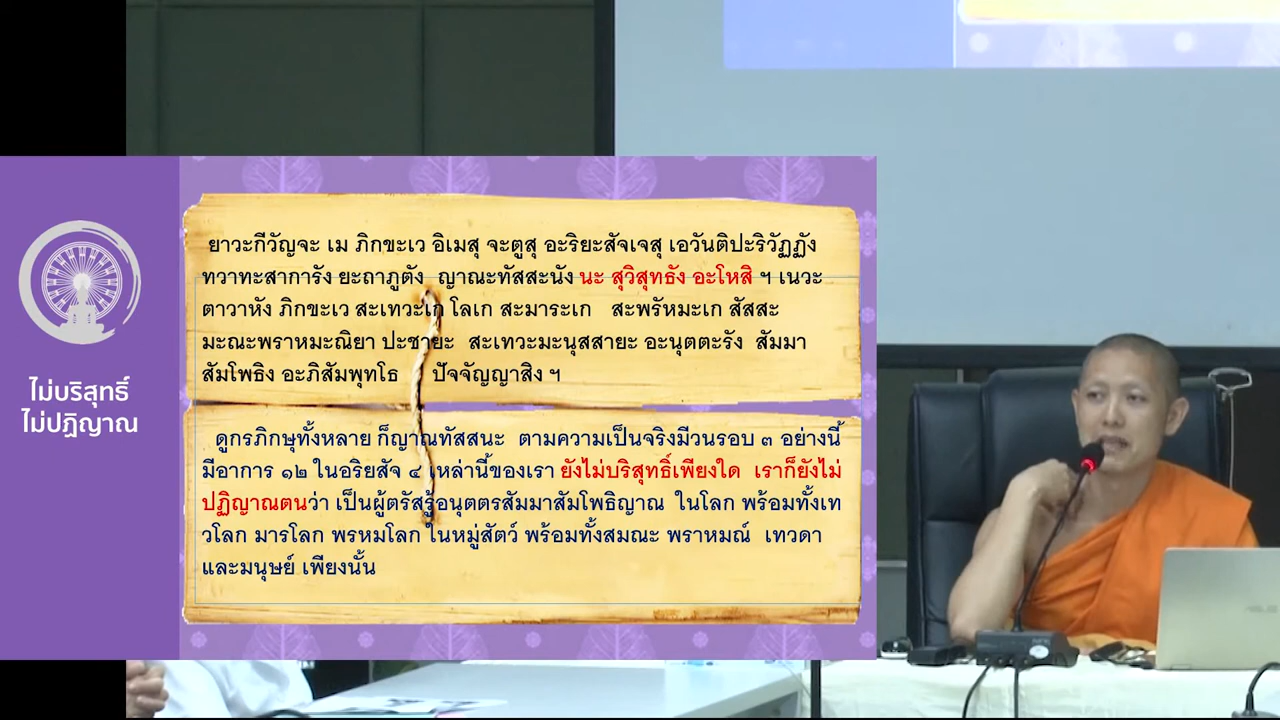 ไม่บริสุทธิ์
ไม่ปฏิญาณ
ยาวะกีวัญจะ เม ภิกขะเว อิเมสุ จะตูสุ อะริยะสัจเจสุ เอวันติปะริวัฏฏัง
ทวาทะสาการัง ยะถาภูตัง ญาณะทัสสะนัง นะ สุวิสุทธัง อะโหสิ ฯ เนวะ
ตาวาหัง ภิกขะเว สะเทวะเก โลเก สะมาระเก สะพรัหมะเก สัสสะ
มะณะพราหมะณิยา ปะชายะ สะเทวะมะนุสสายะ อะนุตตะรัง สัมมา
สัมโพธิง อะภิสัมพุทโธ ปัจจัญญาสิง ฯ
ดูกรภิกษุทั้งหลาย ก็ญาณทัสสนะ ตามความเป็นจริงมีวนรอบ ๓ อย่างนี้
มีอาการ ๑๒ ในอริยสัจ ๔ เหล่านี้ของเรา ยังไม่บริสุทธิ์เพียงใด เราก็ยังไม่
ปฏิญาณตนว่า เป็นผู้ตรัสรู้อนุตตรสัมมาสัมโพธิญาณ ในโลก พร้อมทั้งเท
วโลก มารโลก พรหมโลก ในหมู่สัตว์ พร้อมทั้งสมณะ พราหมณ์ เทวดา
และมนุษย์ เพียงนั้น